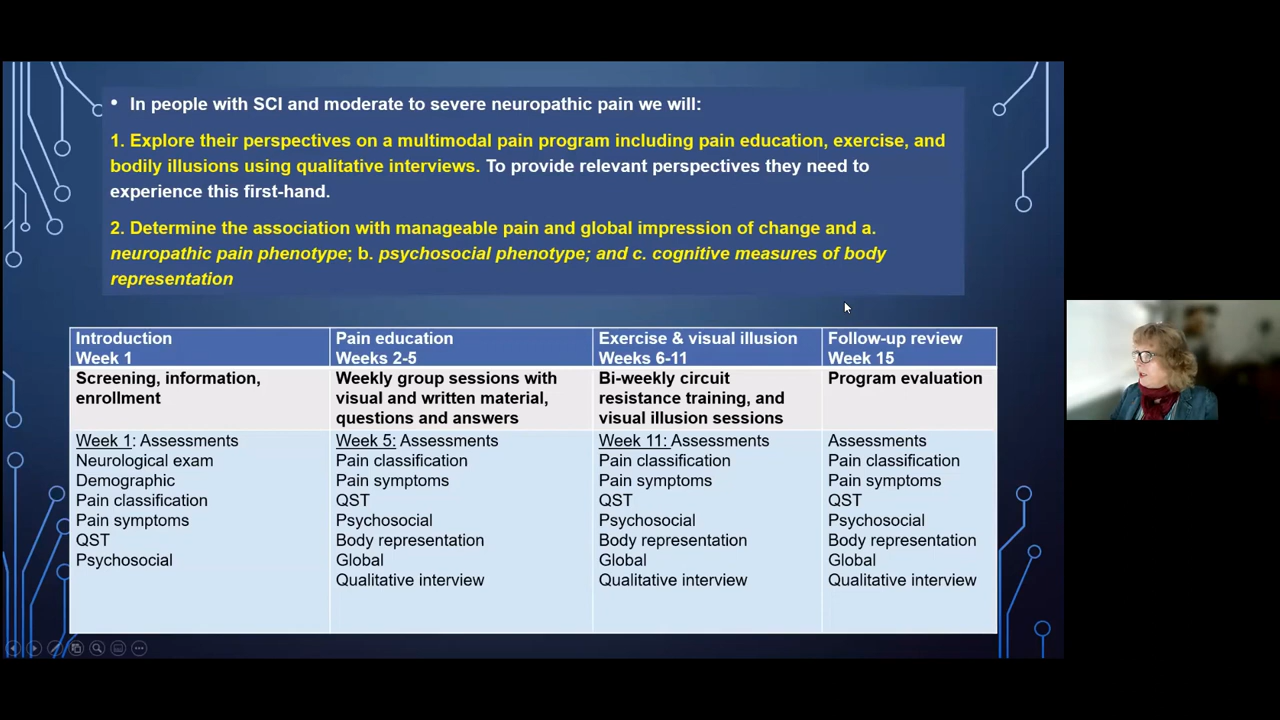 • In people with SCI and moderate to severe neuropathic pain we will:
1. Explore their perspectives on a multimodal pain program including pain education, exercise, and
bodily illusions using qualitative interviews. To provide relevant perspectives they need to
experience this first-hand.
2. Determine the association with manageable pain and global impression of change and a.
neuropathic pain phenotype; b. psychosocial phenotype; and c. cognitive measures of body
representation
Introduction
Week 1
Screening, information,
enrollment
Week 1: Assessments
Neurological exam
Demographic
Pain classification
Pain symptoms
QST
Psychosocial
Pain education
Weeks 2-5
Weekly group sessions with
visual and written material,
questions and answers
Week 5: Assessments
Pain classification
Pain symptoms
QST
Psychosocial
Body representation
Global
Qualitative interview
Exercise & visual illusion
Weeks 6-11
Bi-weekly circuit
resistance training, and
visual illusion sessions
Week 11: Assessments
Pain classification
Pain symptoms
QST
Psychosocial
Body representation
Global
Qualitative interview
Follow-up review
Week 15
Program evaluation
Assessments
Pain classification
Pain symptoms
QST
Psychosocial
Body representation
Global
Qualitative interview